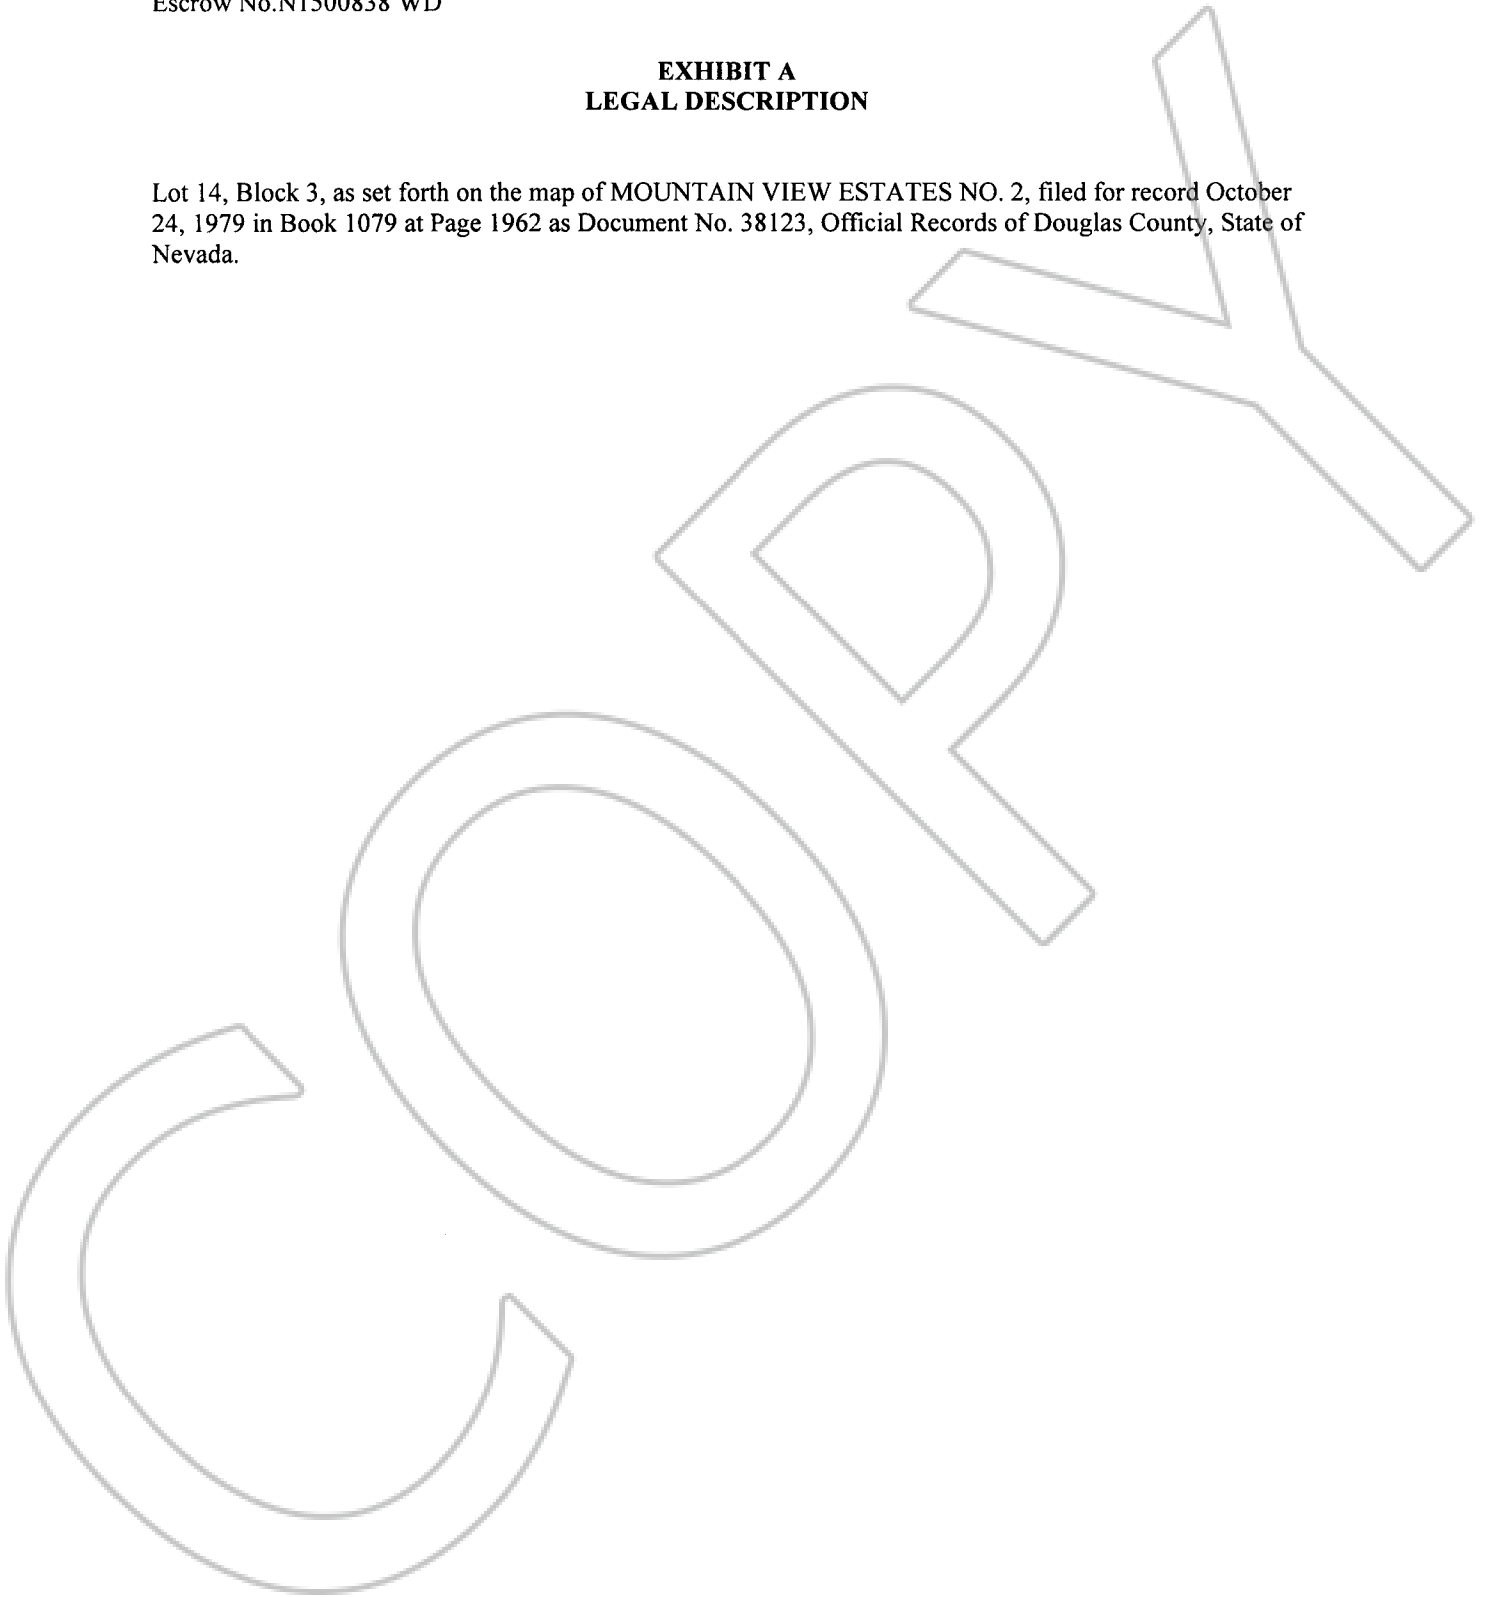 Escrow No.N1500838 WD
EXHIBIT A
LEGAL DESCRIPTION
Lot 14, Block 3, as set forth on the map of MOUNTAIN VIEW ESTATES NO. 2, filed for record October
24, 1979 in Book 1079 at Page 1962 as Document No. 38123, Official Records of Douglas County, State of
Nevada.
COPY